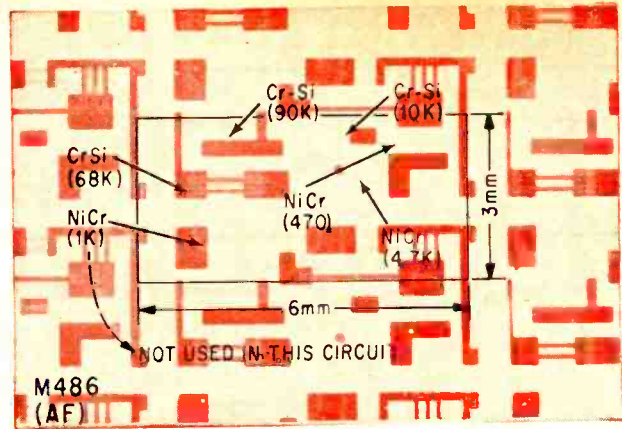 Cr-Si
(90K)
Cr-Si
(10K)
CrSi
(68K)
NiCr
(1K)
NiCr
(470)
NiCr
(4.7K)
3mm
6mm
NOT USED IN THIS CIRCUIT
M486
(AF)